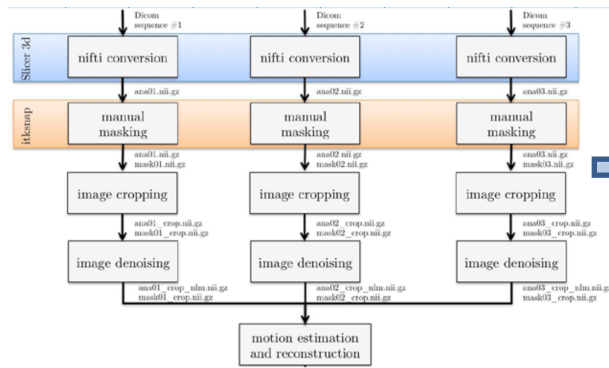 Dicom
sequence #1
Dicom
sequence #2
Dicom
sequence #3
Slicer 3d
nifti conversion
nifti conversion
nifti conversion
ana01.nii.gz
ana02.nii.gz
ana03.nii.gz
itksnap
manual
masking
manual
masking
manual
masking
ana01.nii.gz
mask01.nii.gz
ana02.nii.gz
mask02.nii.gz
ana03.nii.gz
mask03.nii.gz
image cropping
image cropping
image cropping
ana01_crop.nii.gz
mask01_crop.nii.gz
ana02_crop.nii.gz
mask02_crop.nii.gz
ana03_crop.nii.gz
mask03_crop.nii.gz
image denoising
image denoising
image denoising
ana01_crop_nlm.nii.gz
mask01_crop.nii.gz
ana02_crop_nlm.nii.gz
mask02_crop.nii.gz
ana03_crop_nlm.nii.gz
mask03_crop.nii.gz
motion estimation
and reconstruction